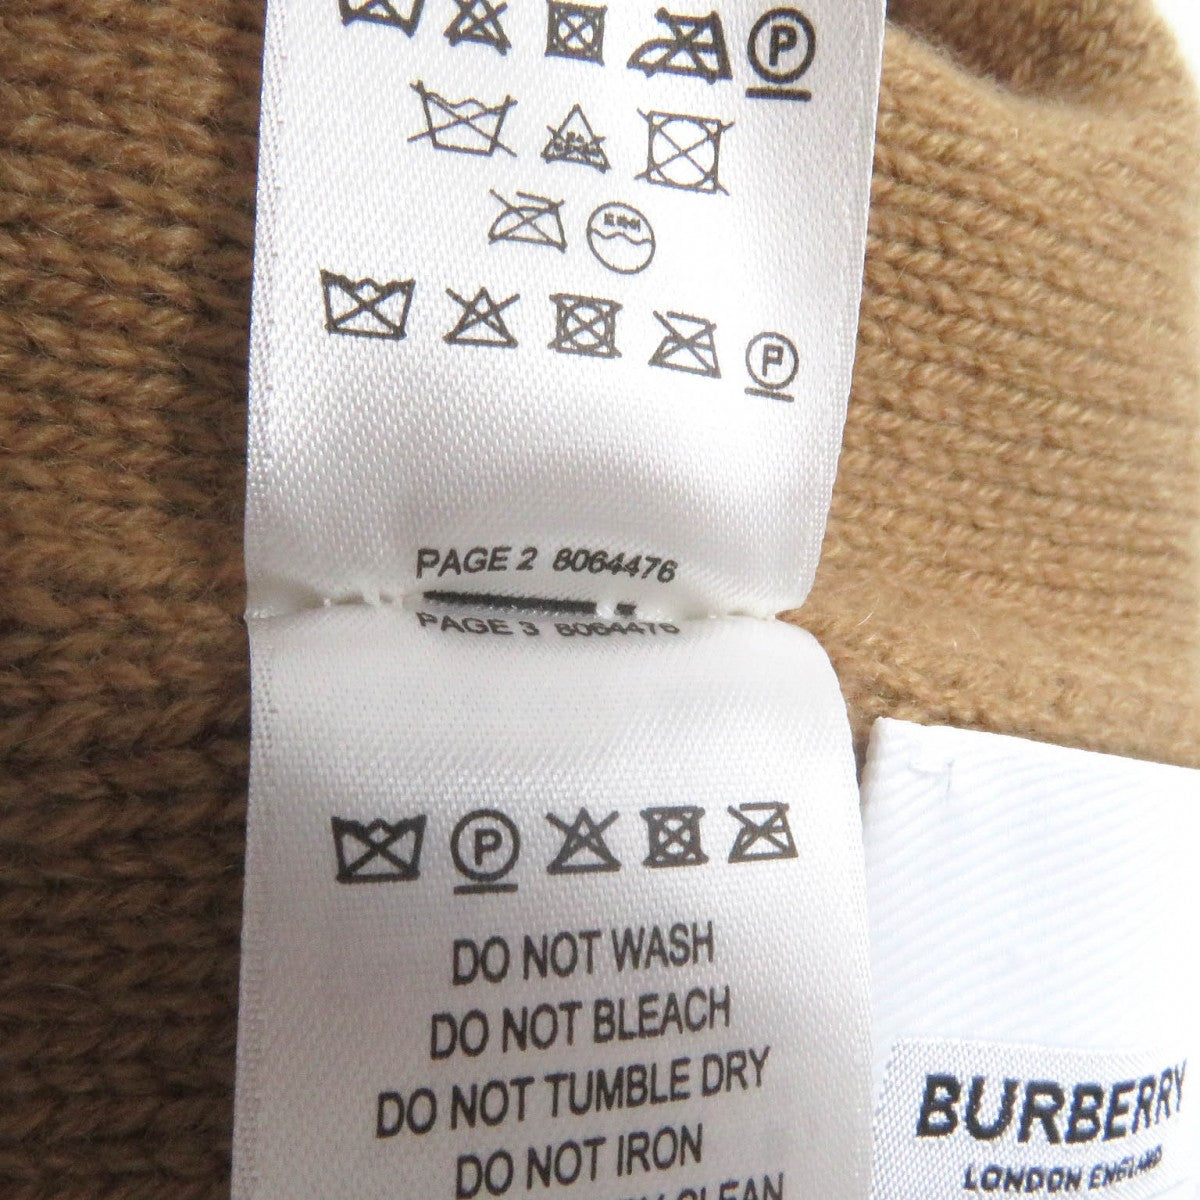 P
P
PAGE 2 8064476
PAGE 3 8064476
P
DO NOT WASH
DO NOT BLEACH
DO NOT TUMBLE DRY
DO NOT IRON
CLEAN
BURBERRY
LONDON ENGLAND